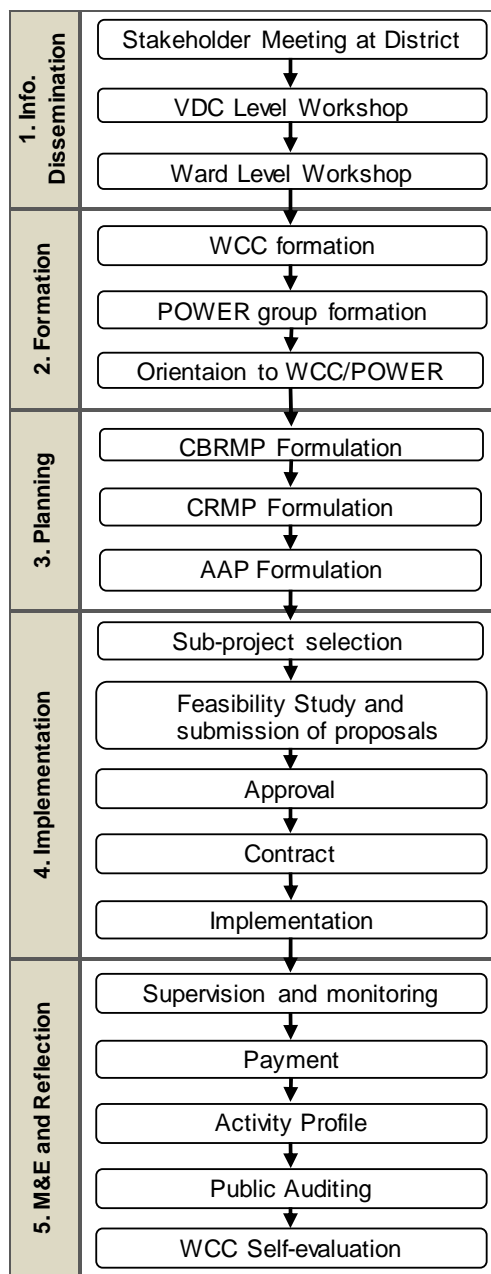 1. Info.
Dissemination
Stakeholder Meeting at District
VDC Level Workshop
Ward Level Workshop
2. Formation
WCC formation
POWER group formation
Orientaion to WCC/POWER
3. Planning
CBRMP Formulation
CRMP Formulation
AAP Formulation
4. Implementation
Sub-project selection
Feasibility Study and
submission of proposals
Approval
Contract
Implementation
5. M&E and Reflection
Supervision and monitoring
Payment
Activity Profile
Public Auditing
WCC Self-evaluation